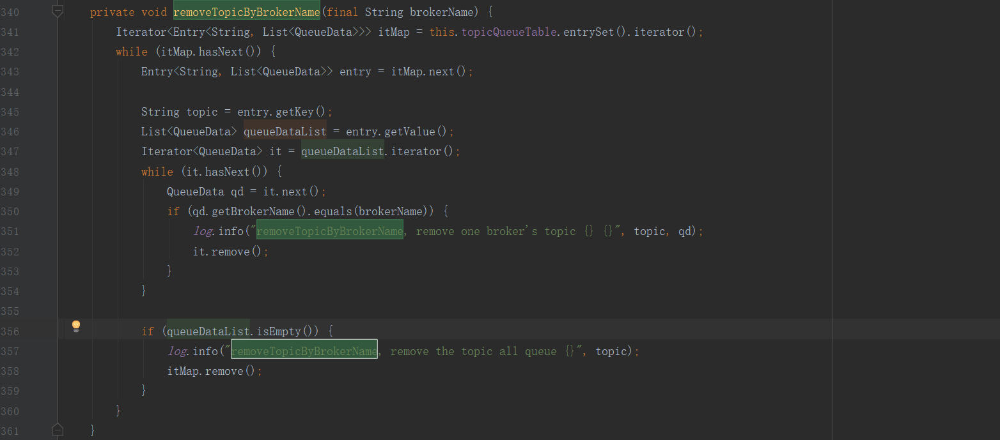 340 private void removeTopicByBrokerName(final String brokerName) {
341 Iterator<Entry<String, List<QueueData>>> itMap = this.topicQueueTable.entrySet().iterator();
342 while (itMap.hasNext()) {
343 Entry<String, List<QueueData>> entry = itMap.next();
344
345 String topic = entry.getKey();
346 List<QueueData> queueDataList = entry.getValue();
347 Iterator<QueueData> it = queueDataList.iterator();
348 while (it.hasNext()) {
349 QueueData qd = it.next();
350 if (qd.getBrokerName().equals(brokerName)) {
351 log.info("removeTopicByBrokerName, remove one broker's topic {} {}", topic, qd);
352 it.remove();
353 }
354 }
355
356 if (queueDataList.isEmpty()) {
357 log.info("removeTopicByBrokerName, remove the topic all queue {}", topic);
358 itMap.remove();
359 }
360 }
361 }